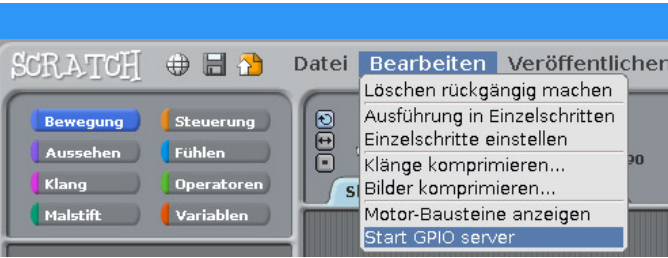 SCRATCH Datei Bearbeiten Veröffentlichen
Löschen rückgängig machen
Ausführung in Einzelschritten
Einzelschritte einstellen
Klänge komprimieren...
Bilder komprimieren...
Motor-Bausteine anzeigen
Start GPIO server
Bewegung Steuerung
Aussehen Fühlen
Klang Operatoren
Malstift Variablen
90